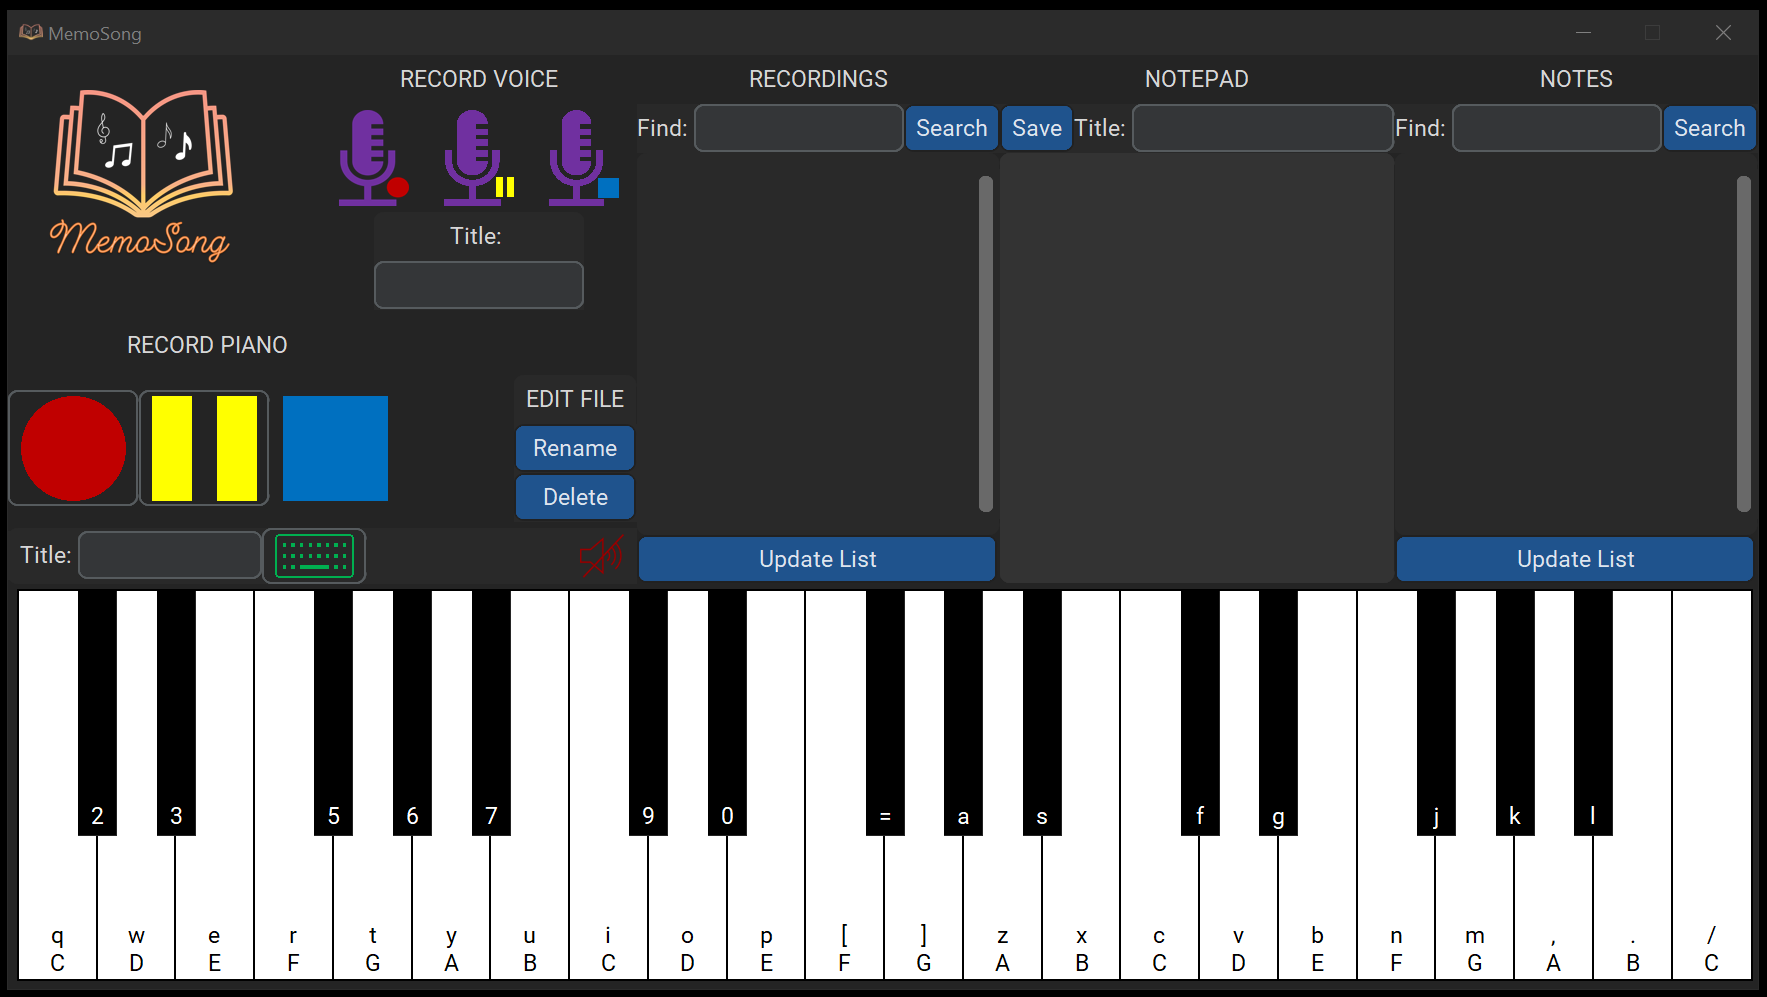 MemoSong
RECORD VOICE
RECORDINGS
NOTEPAD
NOTES
Find:
Search
Save
Title:
Find:
Search
MemoSong
Title:
RECORD PIANO
EDIT FILE
Rename
Delete
Title:
Update List
Update List
2 3 5 6 7 9 0 = a s f g j k l
q w e r t y u i o p [ ] z x c v b n m , . /
C D E F G A B C D E F G A B C D E F G A B C